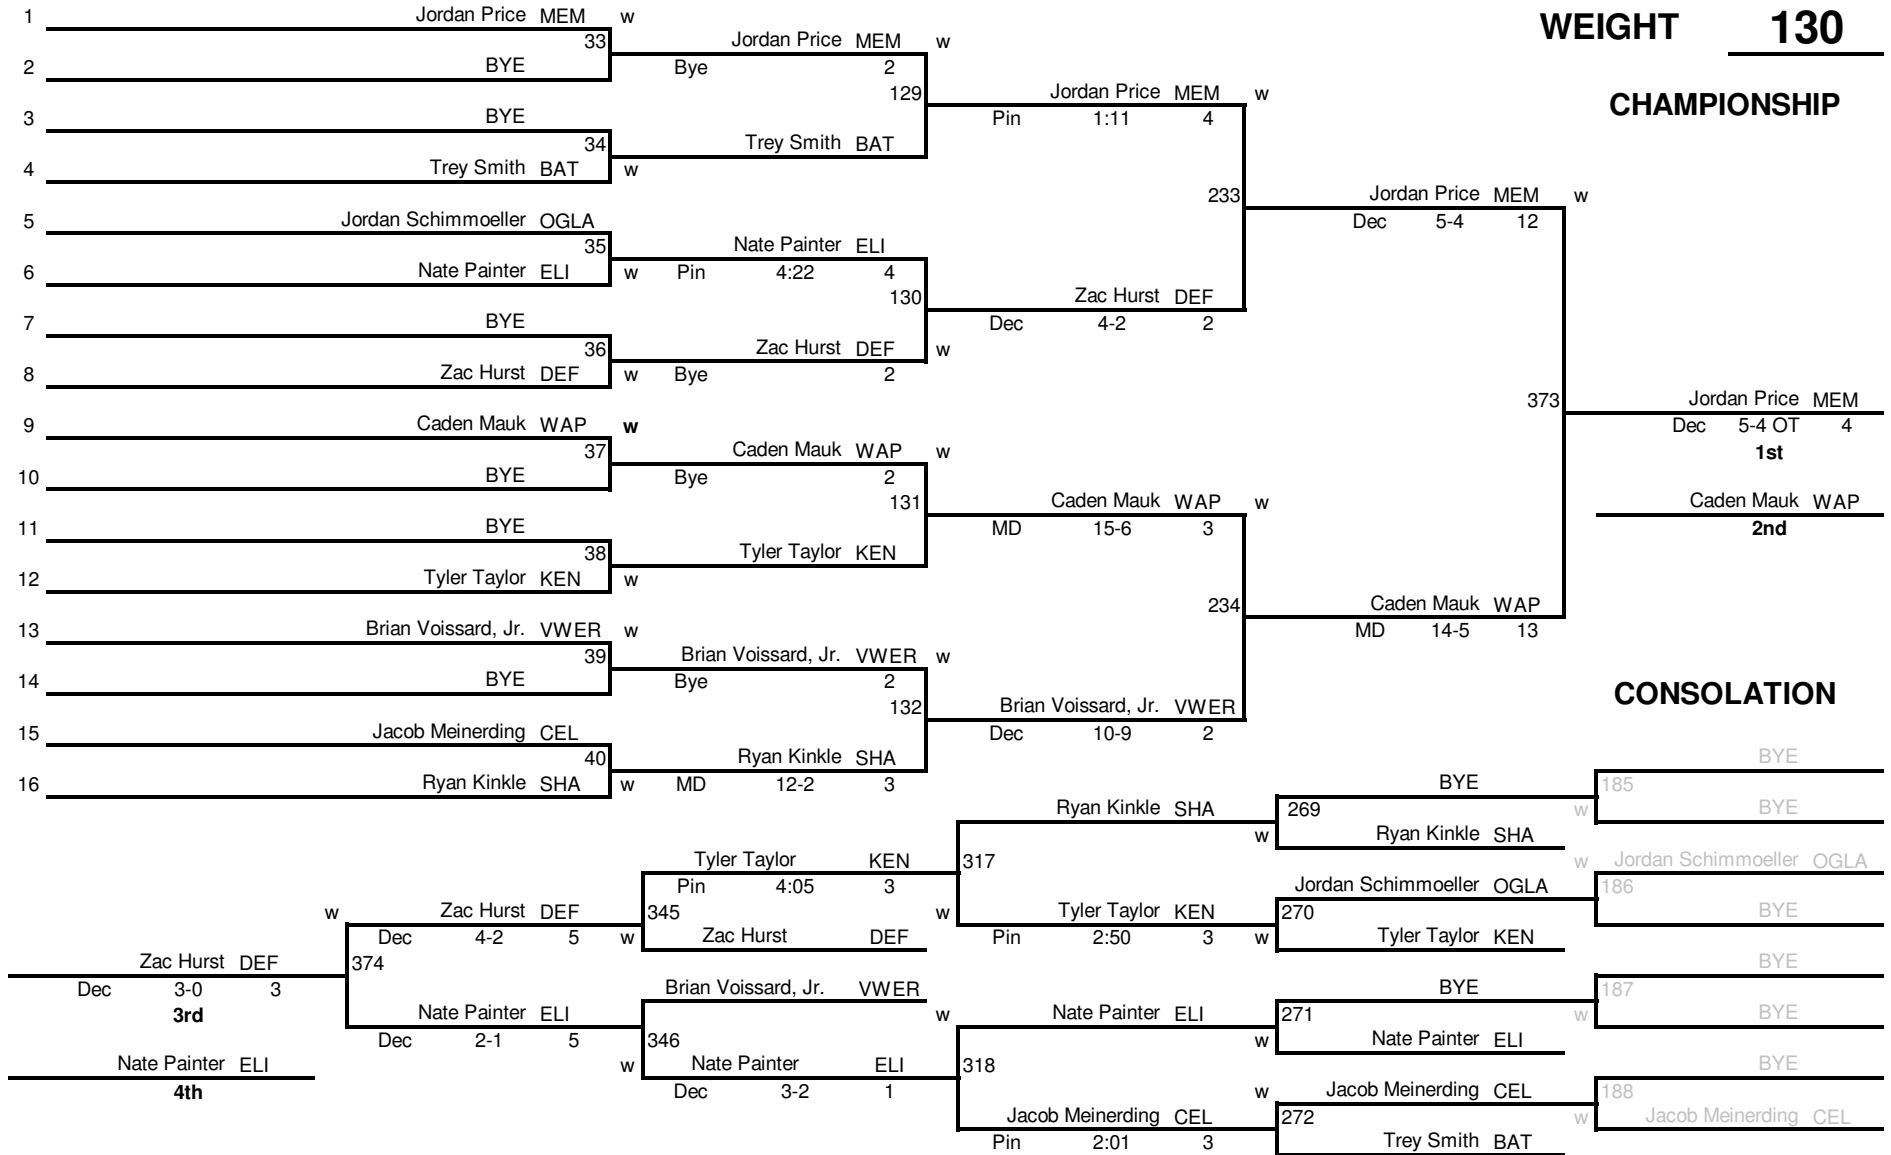 1 Jordan Price MEM w
WEIGHT 130
33 Jordan Price MEM w
2 BYE Bye 2
129 Jordan Price MEM w
CHAMPIONSHIP
3 BYE Pin 1:11 4
34 Trey Smith BAT
4 Trey Smith BAT w
233 Jordan Price MEM w
5 Jordan Schimmoeller OGLA Dec 5-4 12
35 Nate Painter ELI
6 Nate Painter ELI w Pin 4:22 4
130 Zac Hurst DEF
7 BYE Dec 4-2 2
36 Zac Hurst DEF w
8 Zac Hurst DEF w Bye 2
373 Jordan Price MEM
9 Caden Mauk WAP w Dec 5-4 OT 4
37 Caden Mauk WAP w 1st
10 BYE Bye 2
131 Caden Mauk WAP w Caden Mauk WAP
11 BYE MD 15-6 3 2nd
38 Tyler Taylor KEN
12 Tyler Taylor KEN w
234 Caden Mauk WAP
13 Brian Voissard, Jr. VWER w MD 14-5 13
39 Brian Voissard, Jr. VWER w
14 BYE Bye 2
CONSOLATION
132 Brian Voissard, Jr. VWER
15 Jacob Meinerding CEL Dec 10-9 2
40 Ryan Kinkle SHA BYE
16 Ryan Kinkle SHA w MD 12-2 3 BYE 185
Ryan Kinkle SHA 269 w BYE
w Ryan Kinkle SHA
Tyler Taylor KEN 317 w Jordan Schimmoeller OGLA
Pin 4:05 3 Jordan Schimmoeller OGLA 186
w Zac Hurst DEF 345 w Tyler Taylor KEN 270 BYE
Dec 4-2 5 w Zac Hurst DEF Pin 2:50 3 w Tyler Taylor KEN
Zac Hurst DEF 374 BYE
Dec 3-0 3 Brian Voissard, Jr. VWER BYE 187
3rd Nate Painter ELI w Nate Painter ELI 271 w BYE
Dec 2-1 5 346 w Nate Painter ELI
Nate Painter ELI w Nate Painter ELI 318 BYE
4th Dec 3-2 1 w Jacob Meinerding CEL 188
Jacob Meinerding CEL 272 w Jacob Meinerding CEL
Pin 2:01 3 Trey Smith BAT